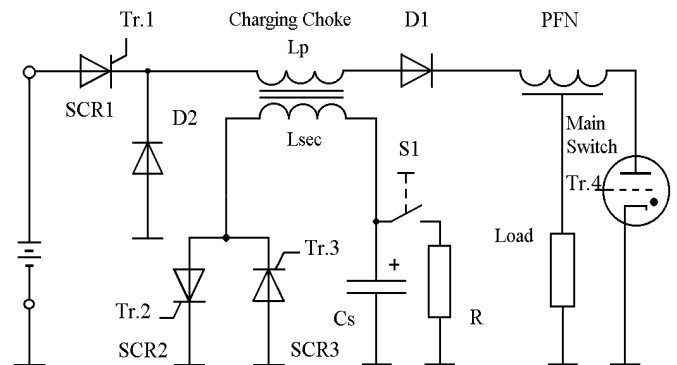 Tr.1
Charging Choke
Lp
D1
PFN
SCR1
D2
Lsec
S1
Main
Switch
Tr.4
Tr.3
Load
Tr.2
+
Cs
R
SCR2
SCR3